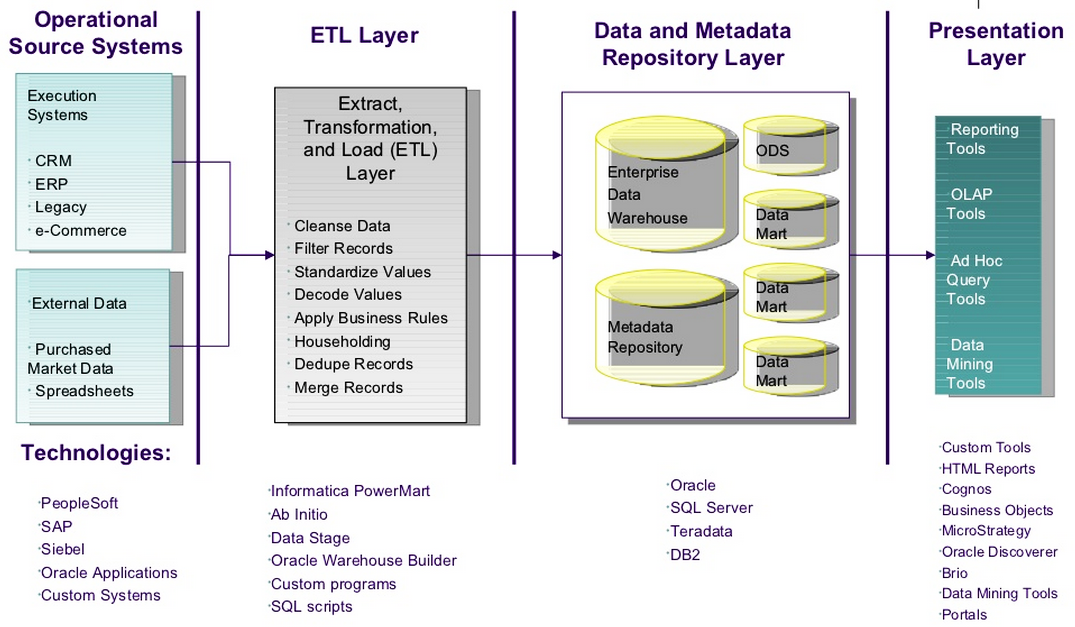 Operational
Source Systems
Execution
Systems
· CRM
· ERP
· Legacy
· e-Commerce
·External Data
· Purchased
Market Data
· Spreadsheets
Technologies:
·PeopleSoft
·SAP
·Siebel
·Oracle Applications
·Custom Systems
ETL Layer
Extract,
Transformation,
and Load (ETL)
Layer
· Cleanse Data
· Filter Records
· Standardize Values
· Decode Values
· Apply Business Rules
· Householding
· Dedupe Records
· Merge Records
·Informatica PowerMart
·Ab Initio
·Data Stage
·Oracle Warehouse Builder
·Custom programs
·SQL scripts
Data and Metadata
Repository Layer
Enterprise
Data
Warehouse
Metadata
Repository
ODS
Data
Mart
Data
Mart
Data
Mart
·Oracle
·SQL Server
·Teradata
·DB2
Presentation
Layer
·Reporting
Tools
·OLAP
Tools
·Ad Hoc
Query
Tools
·Data
Mining
Tools
·Custom Tools
·HTML Reports
·Cognos
·Business Objects
·MicroStrategy
·Oracle Discoverer
·Brio
·Data Mining Tools
·Portals